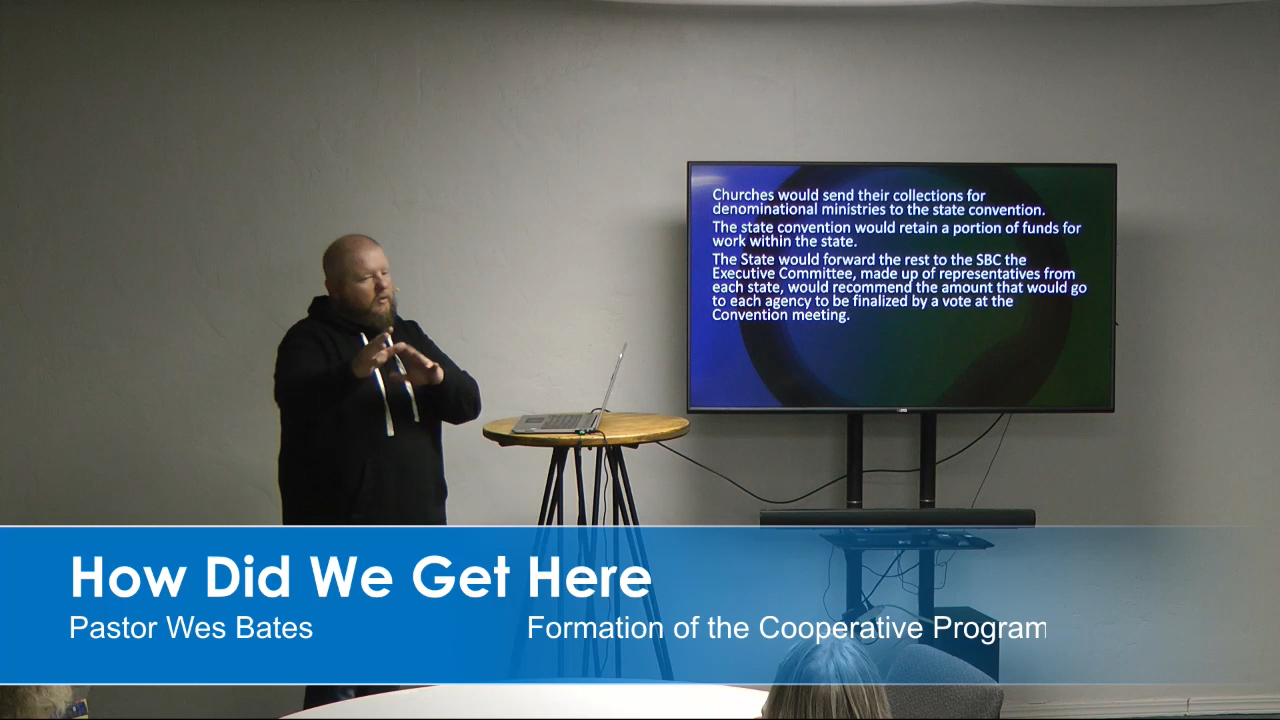 Churches would send their collections for
denominational ministries to the state convention.
The state convention would retain a portion of funds for
work within the state.
The State would forward the rest to the SBC the
Executive Committee, made up of representatives from
each state, would recommend the amount that would go
to each agency to be finalized by a vote at the
Convention meeting.
How Did We Get Here
Pastor Wes Bates
Formation of the Cooperative Program